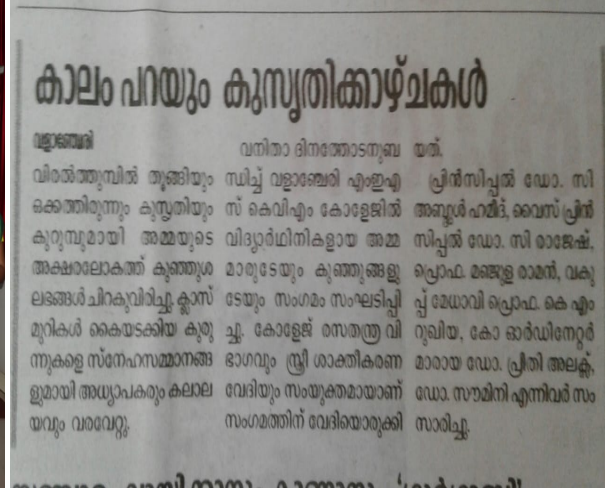 കാലം പറയും കുസൃതിക്കാഴ്ചകൾ
വളാഞ്ചേരി
വിരൽത്തുമ്പിൽ തൂങ്ങിയും
ഒക്കത്തിരുന്നും കുസൃതിയും
കുറുമ്പുമായി അമ്മയുടെ
അക്ഷരലോകത്ത് കുഞ്ഞുശ
ലഭങ്ങൾ ചിറകുവിരിച്ചു. ക്ലാസ്
മുറികൾ കൈയടക്കിയ കുരു
ന്നുകളെ സ്നേഹസമ്മാനങ്ങ
ളുമായി അധ്യാപകരും കലാല
യവും വരവേറ്റു.
വനിതാ ദിനത്തോടനുബ
ന്ധിച്ച് വളാഞ്ചേരി എംഇഎ
സ് കെവിഎം കോളേജിൽ
വിദ്യാർഥിനികളായ അമ്മ
മാരുടേയും കുഞ്ഞുങ്ങളു
ടേയും സംഗമം സംഘടിപ്പി
ച്ചു. കോളേജ് രസതന്ത്ര വി
ഭാഗവും സ്ത്രീ ശാക്തീകരണ
വേദിയും സംയുക്തമായാണ്
സംഗമത്തിന് വേദിയൊരുക്കി
യത്.
പ്രിൻസിപ്പൽ ഡോ. സി
അബ്ദുൾ ഹമീദ്, വൈസ് പ്രിൻ
സിപ്പൽ ഡോ. സി രാജേഷ്,
പ്രൊഫ. മഞ്ജുള രാമൻ, വകു
പ്പ് മേധാവി പ്രൊഫ. കെ എം
റുഖിയ, കോ ഓർഡിനേറ്റർ
മാരായ ഡോ. പ്രീതി അലക്സ്,
ഡോ. സൗമിനി എന്നിവർ സം
സാരിച്ചു.